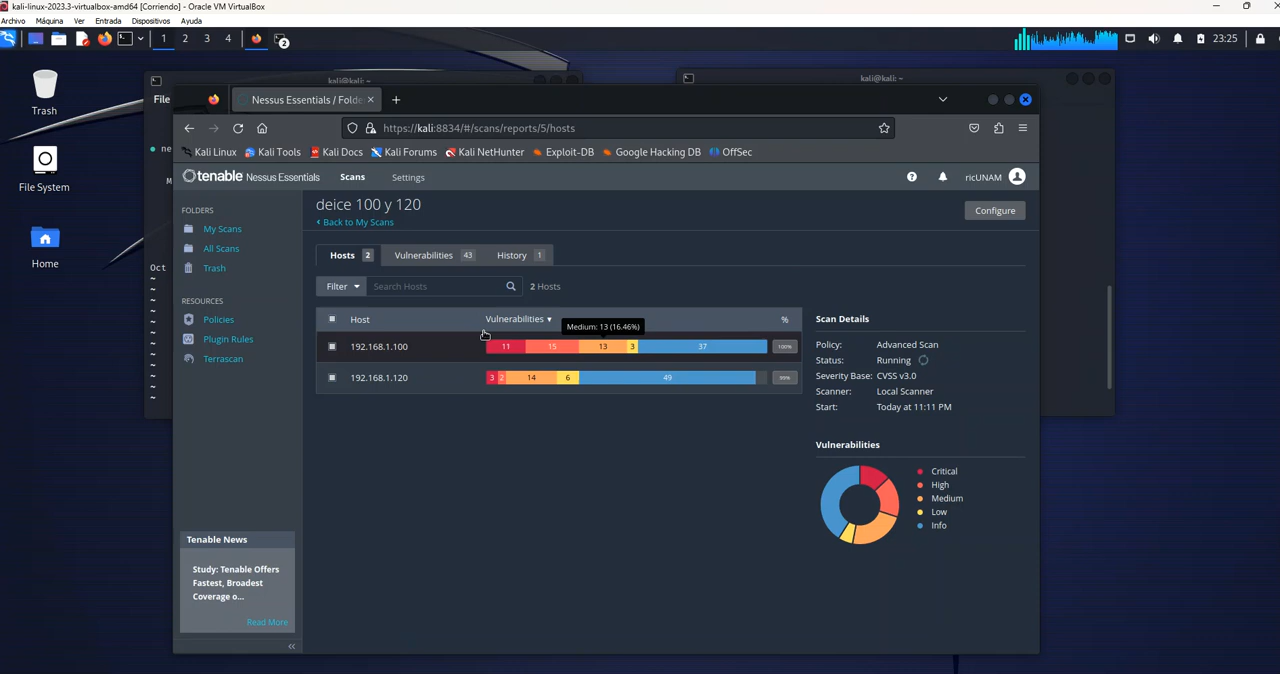 kali-linux-2023.3-virtualbox-amd64 [Corriendo] - Oracle VM VirtualBox
Archivo Máquina Ver Entrada Dispositivos Ayuda
1 2 3 4 2 23:25
Trash
File System
Home
kali@kali: ~
kali@kali: ~
File
ne
M
Oct
~
~
~
~
~
~
~
~
~
~
Nessus Essentials / Folde
https://kali:8834/#/scans/reports/5/hosts
Kali Linux Kali Tools Kali Docs Kali Forums Kali NetHunter Exploit-DB Google Hacking DB OffSec
tenable Nessus Essentials Scans Settings ricUNAM
FOLDERS
My Scans
All Scans
Trash
RESOURCES
Policies
Plugin Rules
Terrascan
Tenable News
Study: Tenable Offers
Fastest, Broadest
Coverage o...
Read More
deice 100 y 120
Configure
< Back to My Scans
Hosts 2 Vulnerabilities 43 History 1
Filter Search Hosts 2 Hosts
Host Vulnerabilities %
Medium: 13 (16.46%)
192.168.1.100 11 15 13 3 37 100%
192.168.1.120 3 2 14 6 49 99%
Scan Details
Policy: Advanced Scan
Status: Running
Severity Base: CVSS v3.0
Scanner: Local Scanner
Start: Today at 11:11 PM
Vulnerabilities
Critical
High
Medium
Low
Info